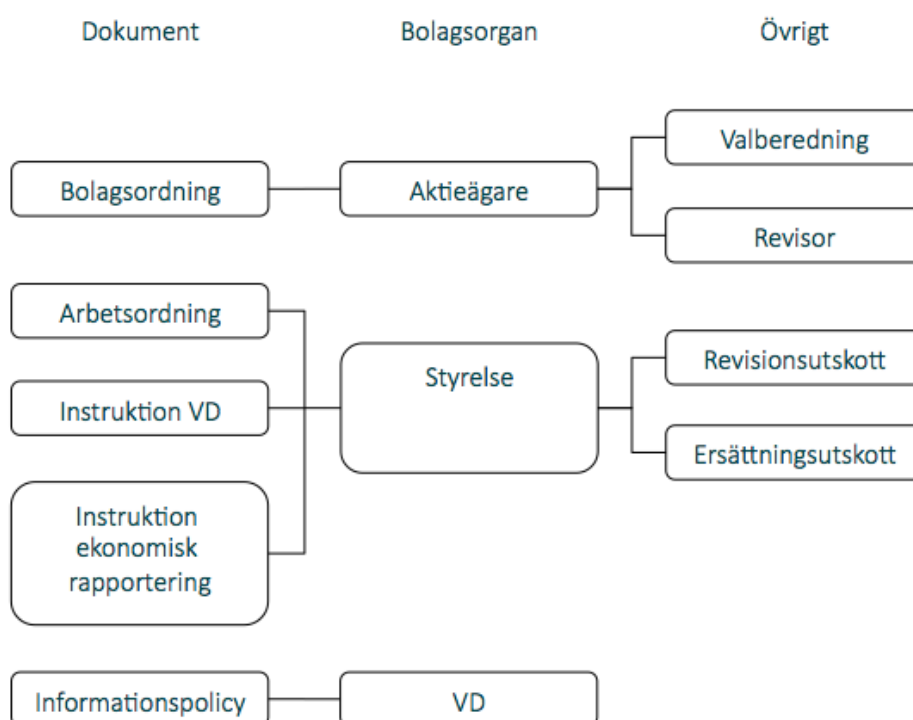 Dokument
Bolagsorgan
Övrigt
Valberedning
Bolagsordning
Aktieägare
Revisor
Arbetsordning
Revisionsutskott
Styrelse
Instruktion VD
Ersättningsutskott
Instruktion
ekonomisk
rapportering
Informationspolicy
VD